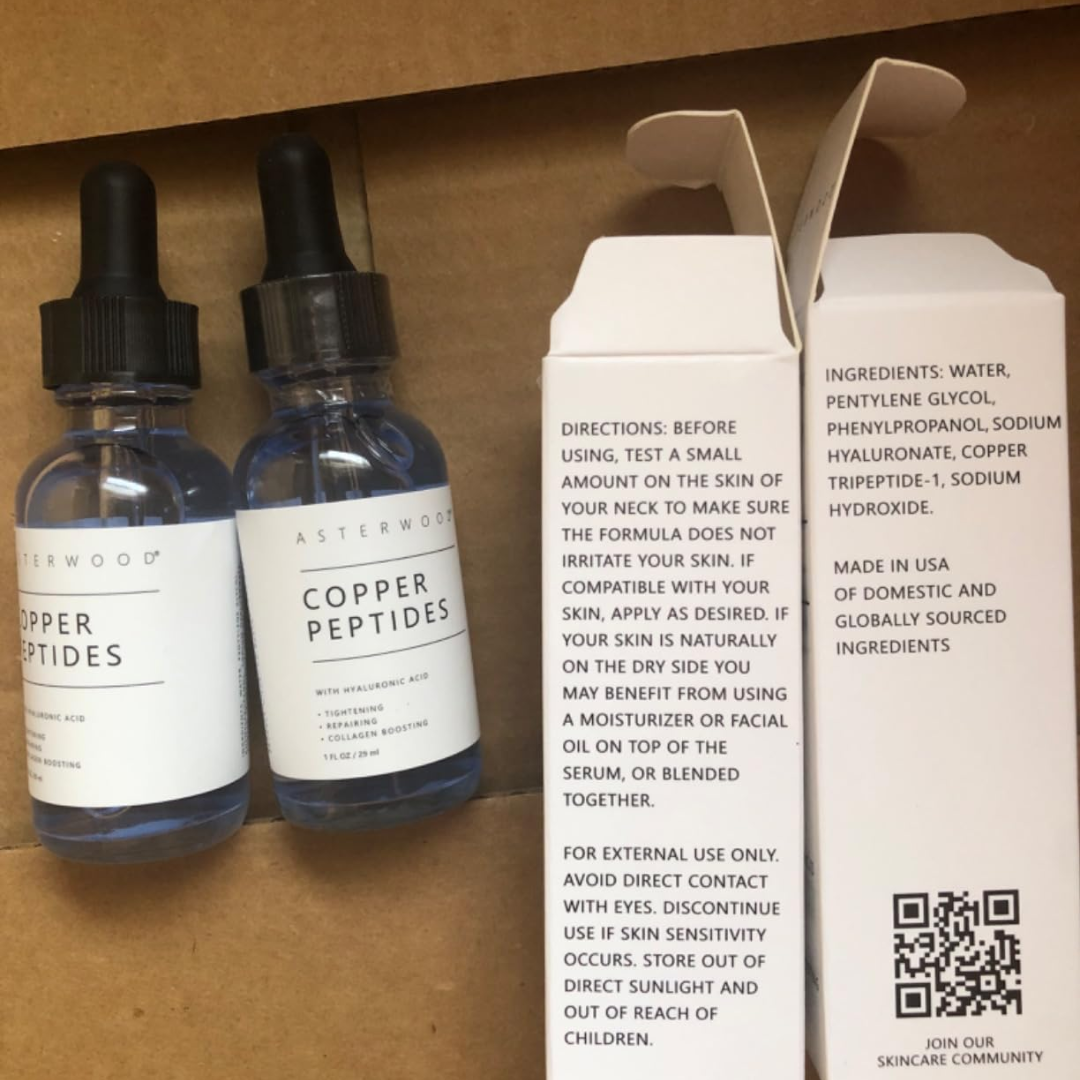 TERWOOD®
OPPER
EPTIDES
ALURONIC ACID
BOOSTING
ASTERWOOD
COPPER
PEPTIDES
WITH HYALURONIC ACID
• TIGHTENING
• REPAIRING
• COLLAGEN BOOSTING
1 FL OZ / 29 ml
DIRECTIONS: BEFORE
USING, TEST A SMALL
AMOUNT ON THE SKIN OF
YOUR NECK TO MAKE SURE
THE FORMULA DOES NOT
IRRITATE YOUR SKIN. IF
COMPATIBLE WITH YOUR
SKIN, APPLY AS DESIRED. IF
YOUR SKIN IS NATURALLY
ON THE DRY SIDE YOU
MAY BENEFIT FROM USING
A MOISTURIZER OR FACIAL
OIL ON TOP OF THE
SERUM, OR BLENDED
TOGETHER.
FOR EXTERNAL USE ONLY.
AVOID DIRECT CONTACT
WITH EYES. DISCONTINUE
USE IF SKIN SENSITIVITY
OCCURS. STORE OUT OF
DIRECT SUNLIGHT AND
OUT OF REACH OF
CHILDREN.
INGREDIENTS: WATER,
PENTYLENE GLYCOL,
PHENYLPROPANOL, SODIUM
HYALURONATE, COPPER
TRIPEPTIDE-1, SODIUM
HYDROXIDE.
MADE IN USA
OF DOMESTIC AND
GLOBALLY SOURCED
INGREDIENTS
JOIN OUR
SKINCARE COMMUNITY